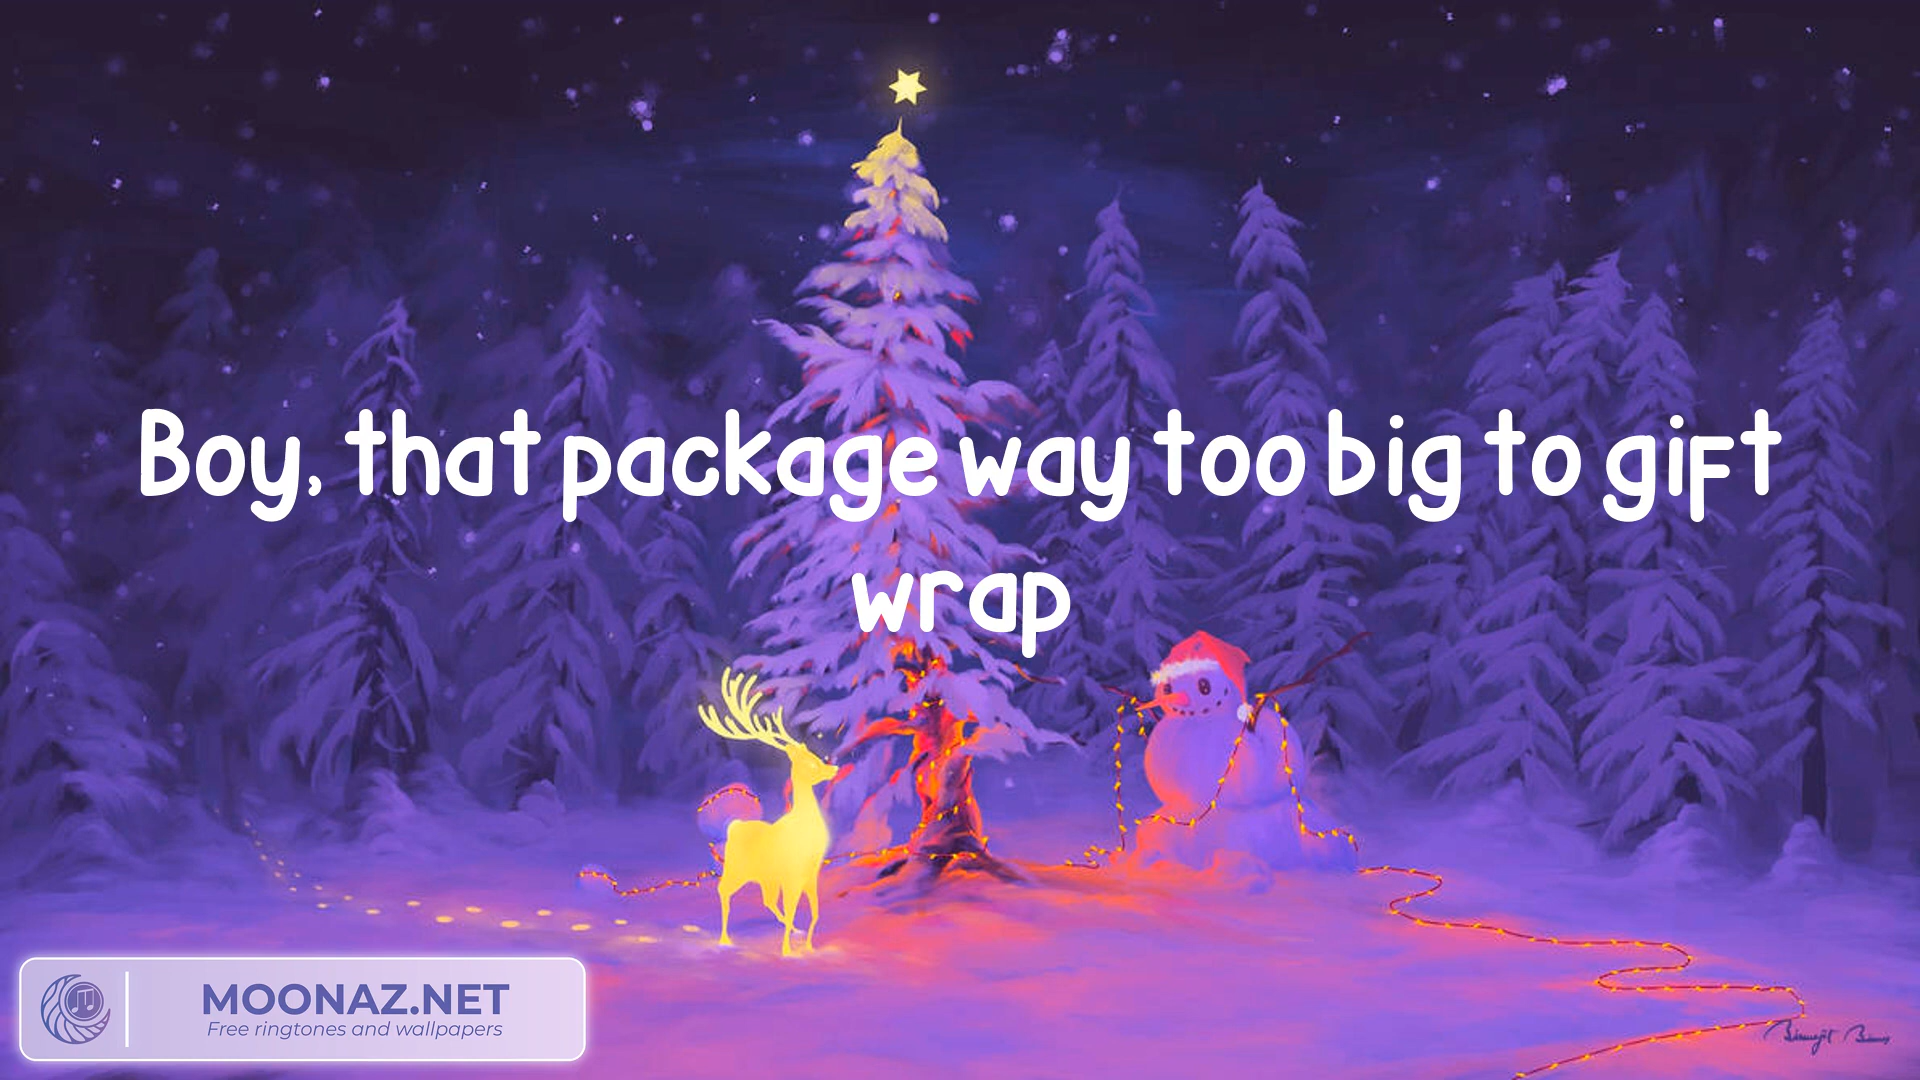 Boy, that package way too big to gift
wrap
MOONAZ.NET
Free ringtones and wallpapers